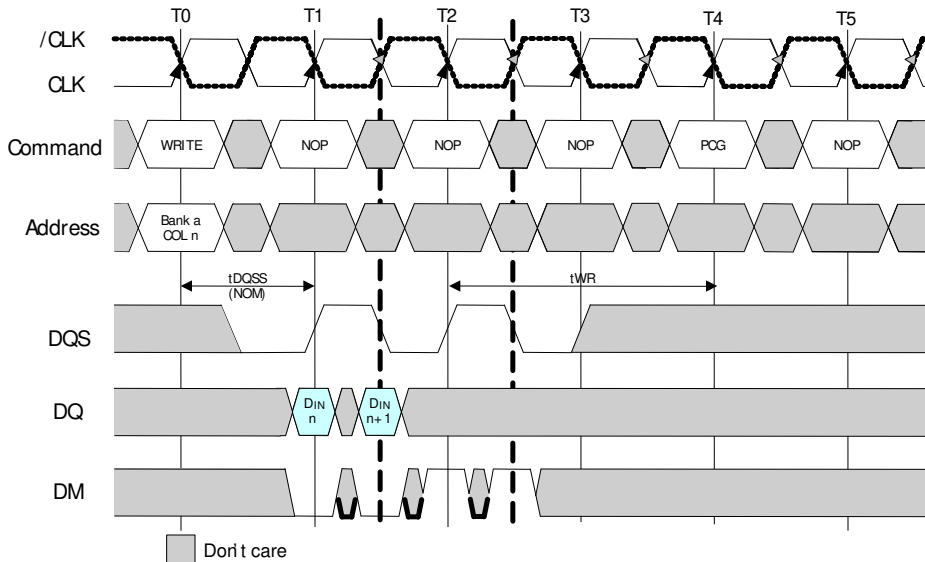 T0 T1 T2 T3 T4 T5
/CLK
CLK
Command WRITE NOP NOP NOP PCG NOP
Address Bank a
COL n
tDQSS
(NOM)
tWR
DQS
DQ DIN
n
DIN
n+1
DM
Don't care